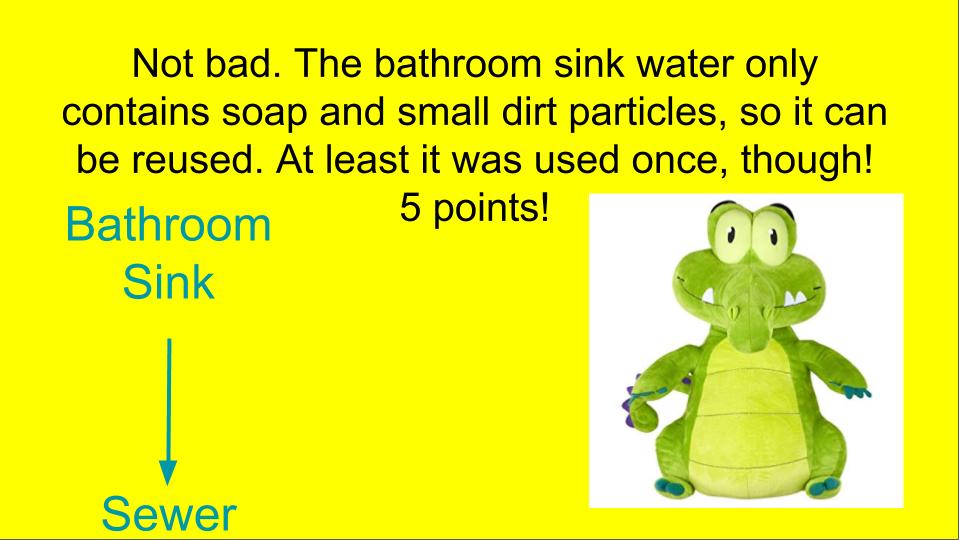 Not bad. The bathroom sink water only
contains soap and small dirt particles, so it can
be reused. At least it was used once, though!
5 points!
Bathroom
Sink
Sewer